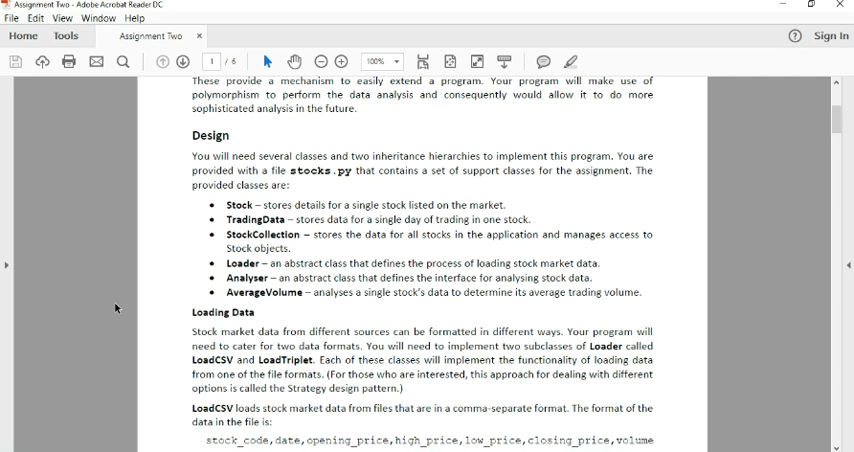 Assignment Two - Adobe Acrobat Reader DC
File Edit View Window Help
Home Tools Assignment Two × Sign In
1 / 6 100%
These provide a mechanism to easily extend a program. Your program will make use of
polymorphism to perform the data analysis and consequently would allow it to do more
sophisticated analysis in the future.
Design
You will need several classes and two inheritance hierarchies to implement this program. You are
provided with a file stocks.py that contains a set of support classes for the assignment. The
provided classes are:
• Stock – stores details for a single stock listed on the market.
• TradingData – stores data for a single day of trading in one stock.
• StockCollection – stores the data for all stocks in the application and manages access to
Stock objects.
• Loader – an abstract class that defines the process of loading stock market data.
• Analyser – an abstract class that defines the interface for analysing stock data.
• AverageVolume – analyses a single stock's data to determine its average trading volume.
Loading Data
Stock market data from different sources can be formatted in different ways. Your program will
need to cater for two data formats. You will need to implement two subclasses of Loader called
LoadCSV and LoadTriplet. Each of these classes will implement the functionality of loading data
from one of the file formats. (For those who are interested, this approach for dealing with different
options is called the Strategy design pattern.)
LoadCSV loads stock market data from files that are in a comma-separate format. The format of the
data in the file is:
stock_code,date,opening_price,high_price,low_price,closing_price,volume